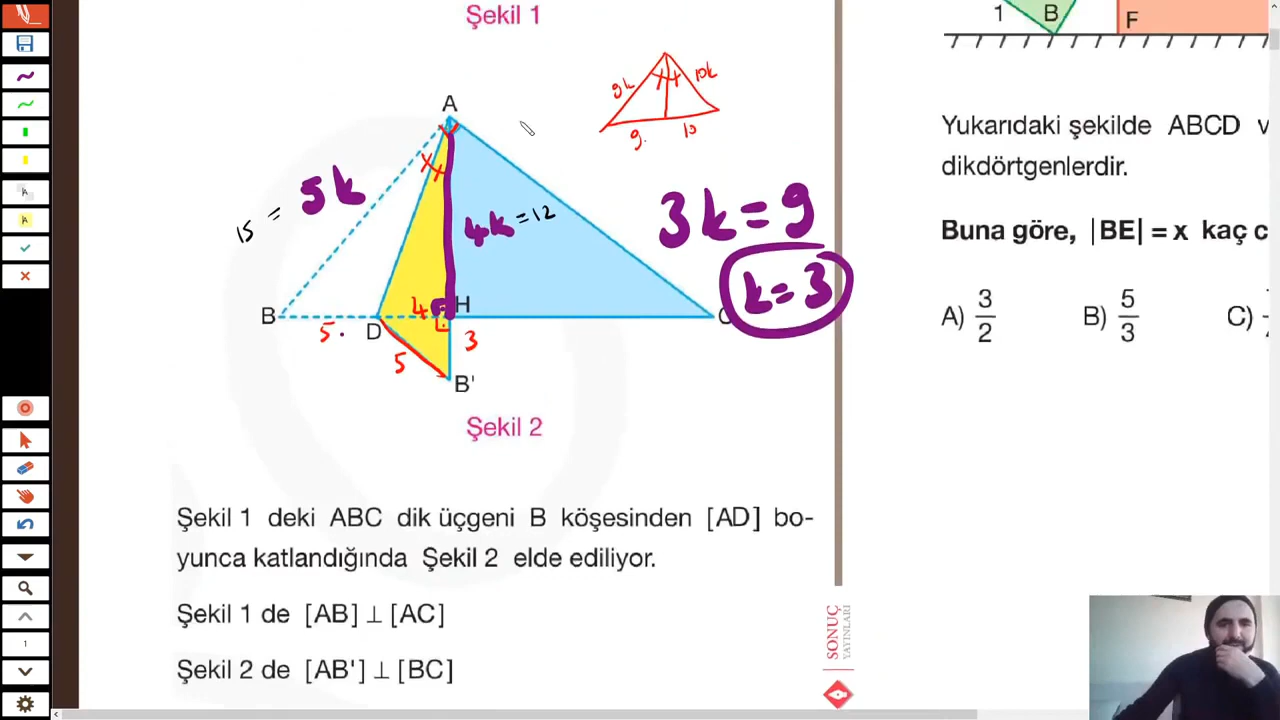 Şekil 1
A
B
D
H
C
B'
5k
15 =
4k = 12
4
5
5
3
9k
10k
9
10
3k = 9
k = 3
Şekil 2
Şekil 1 deki ABC dik üçgeni B köşesinden [AD] bo-
yunca katlandığında Şekil 2 elde ediliyor.
Şekil 1 de [AB] ⊥ [AC]
Şekil 2 de [AB'] ⊥ [BC]
SONUÇ
YAYINLARI
1
B
F
Yukarıdaki şekilde ABCD v
dikdörtgenlerdir.
Buna göre, |BE| = x kaç c
A) 3/2
B) 5/3
C)
A
A
1